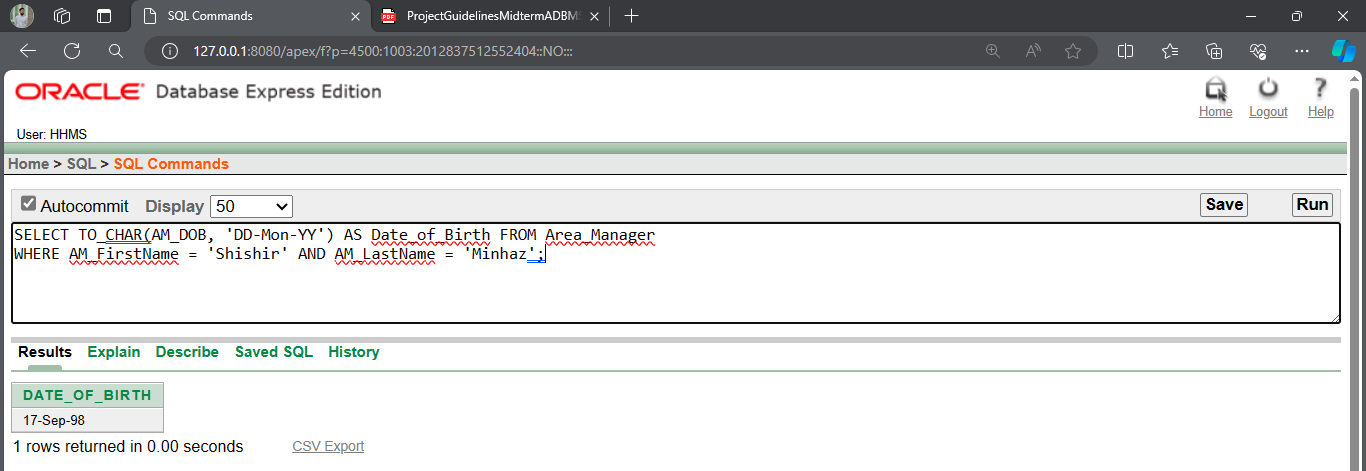 SQL Commands
PDF
ProjectGuidelinesMidtermADBMS
127.0.0.1:8080/apex/f?p=4500:1003:2012837512552404::NO:::
ORACLE Database Express Edition
Home Logout Help
User: HHMS
Home > SQL > SQL Commands
Autocommit Display 50 Save Run
SELECT TO_CHAR(AM_DOB, 'DD-Mon-YY') AS Date_of_Birth FROM Area_Manager
WHERE AM_FirstName = 'Shishir' AND AM_LastName = 'Minhaz';
Results Explain Describe Saved SQL History
DATE_OF_BIRTH
17-Sep-98
1 rows returned in 0.00 seconds CSV Export